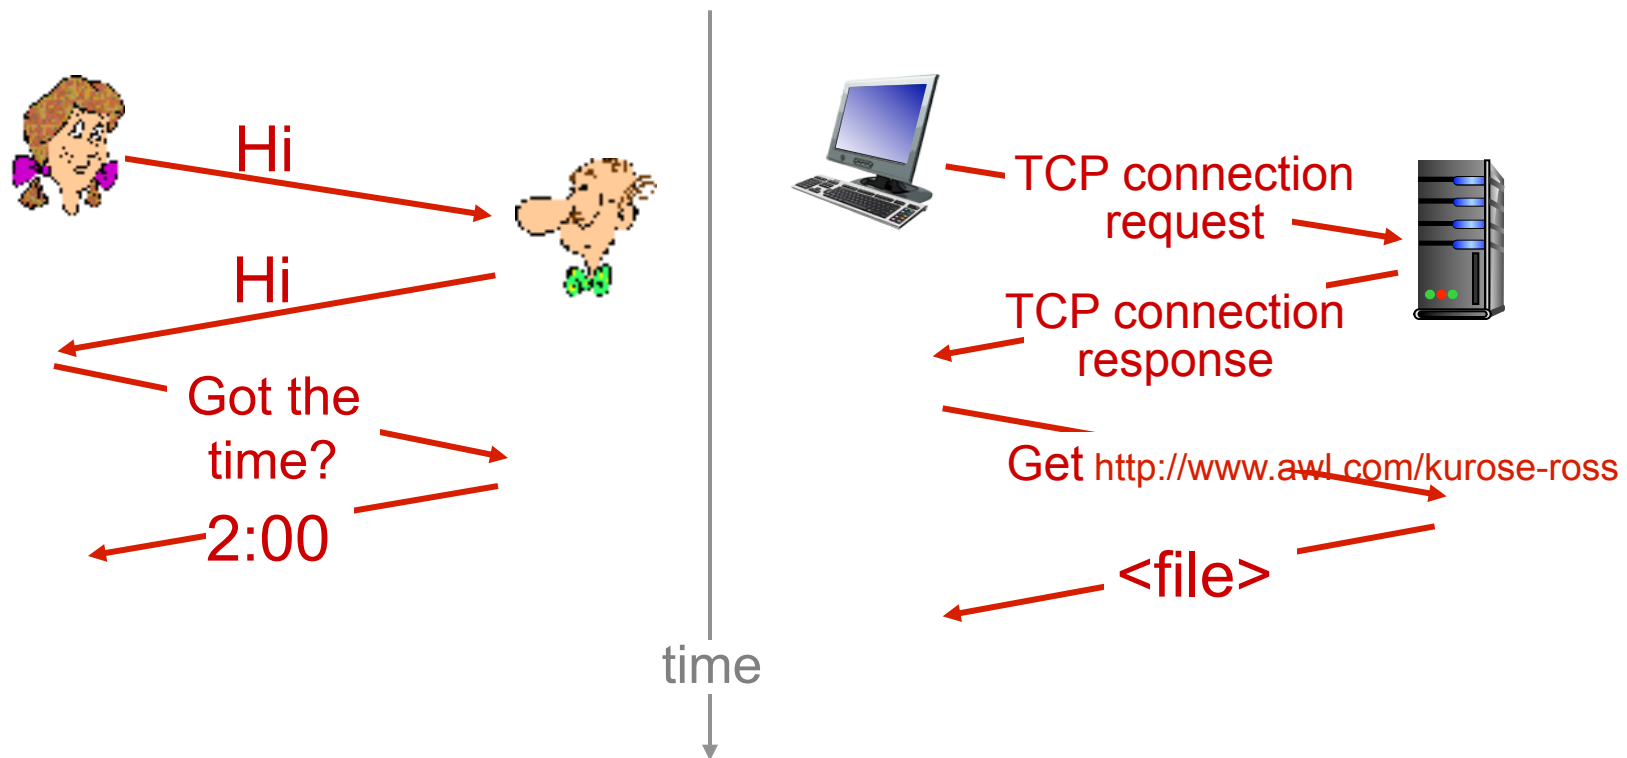 Hi
Hi
Got the
time?
2:00
TCP connection
request
TCP connection
response
Get http://www.awl.com/kurose-ross
<file>
time